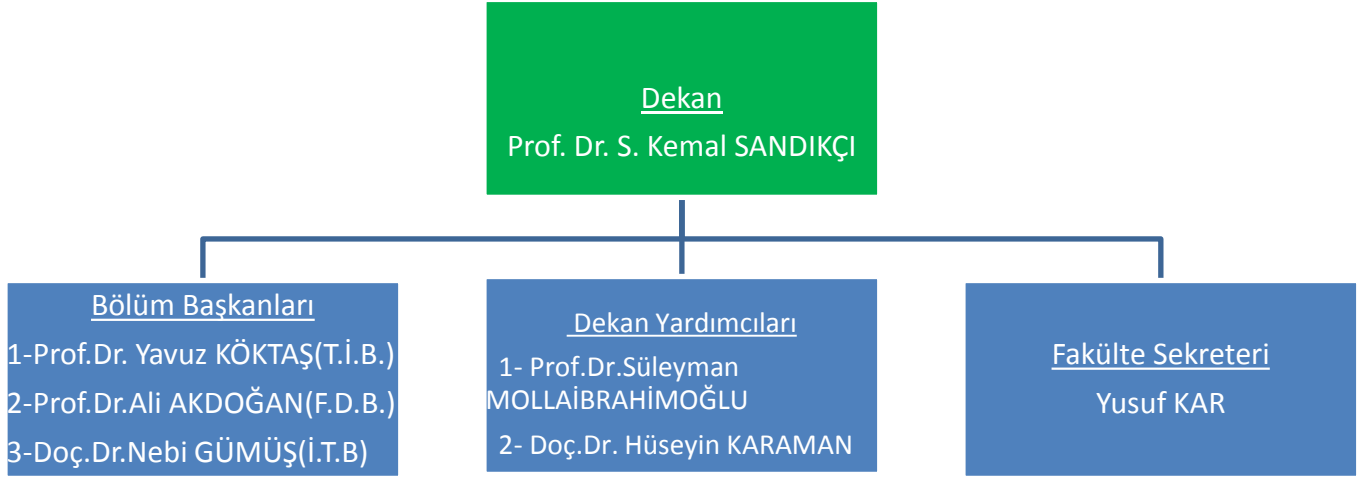 Dekan
Prof. Dr. S. Kemal SANDIKÇI
Bölüm Başkanları
1-Prof.Dr. Yavuz KÖKTAŞ(T.İ.B.)
2-Prof.Dr.Ali AKDOĞAN(F.D.B.)
3-Doç.Dr.Nebi GÜMÜŞ(İ.T.B)
Dekan Yardımcıları
1- Prof.Dr.Süleyman
MOLLAİBRAHİMOĞLU
2- Doç.Dr. Hüseyin KARAMAN
Fakülte Sekreteri
Yusuf KAR